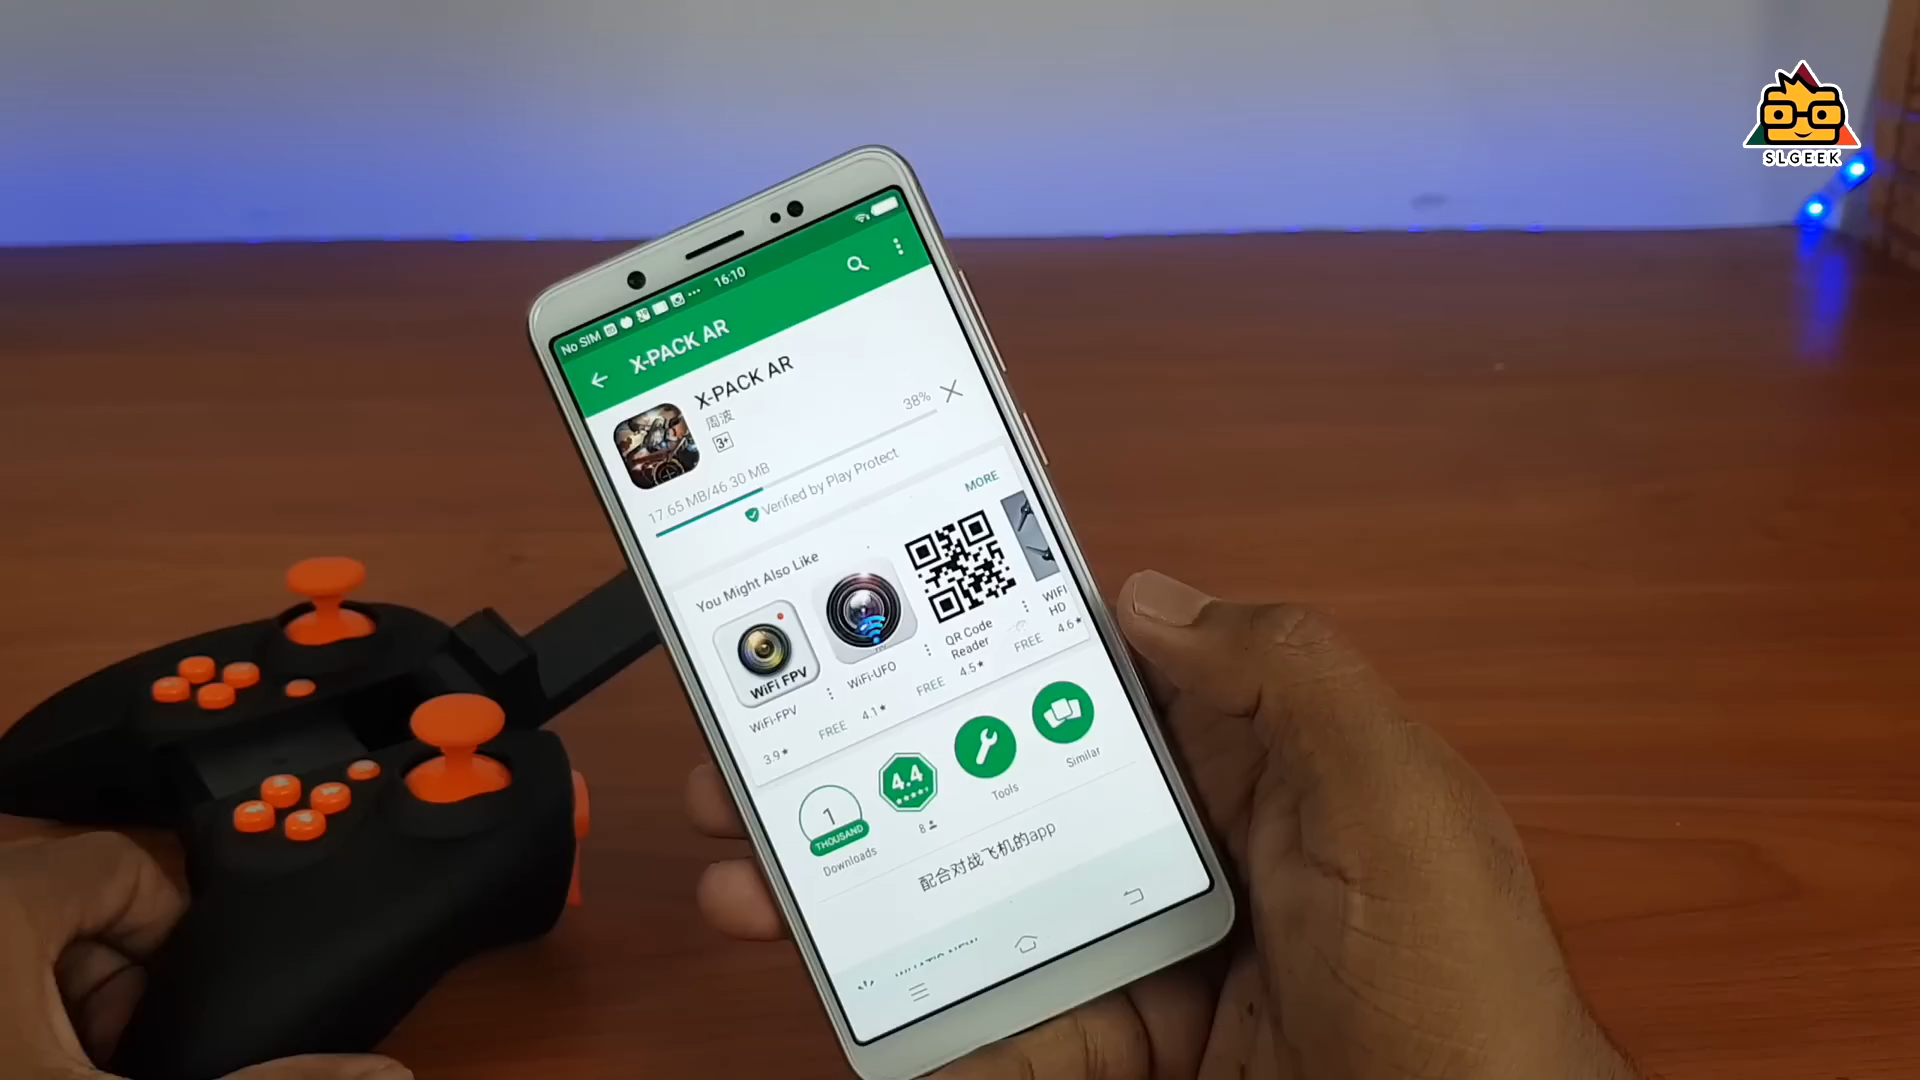 SLGEEK
No SIM
16:10
X-PACK AR
X-PACK AR
周波
3+
38%
17.65 MB/46.30 MB
Verified by Play Protect
You Might Also Like
MORE
WiFi FPV
WiFi-FPV
3.9★
FREE
WiFi-UFO
4.1★
FREE
QR Code
Reader
4.5★
FREE
WIFI
HD
4.6★
1
THOUSAND
Downloads
4.4
8
Tools
Similar
配合对战飞机的app